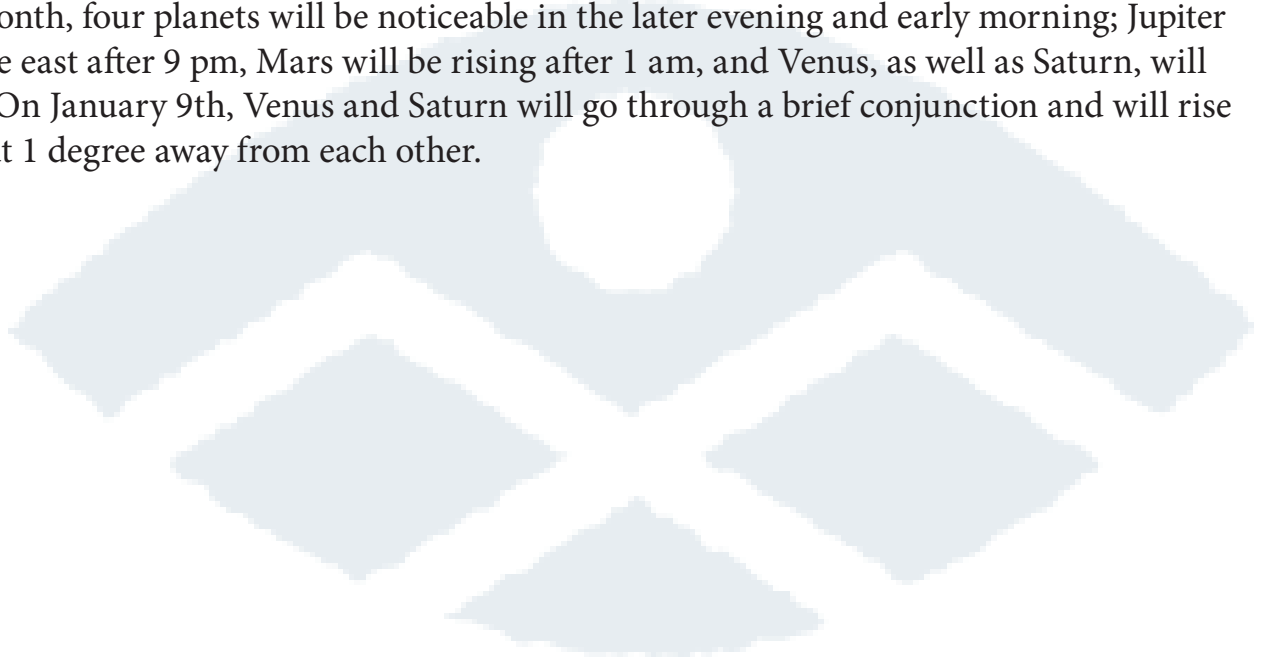 onth, four planets will be noticeable in the later evening and early morning; Jupiter
e east after 9 pm, Mars will be rising after 1 am, and Venus, as well as Saturn, will
On January 9th, Venus and Saturn will go through a brief conjunction and will rise
t 1 degree away from each other.